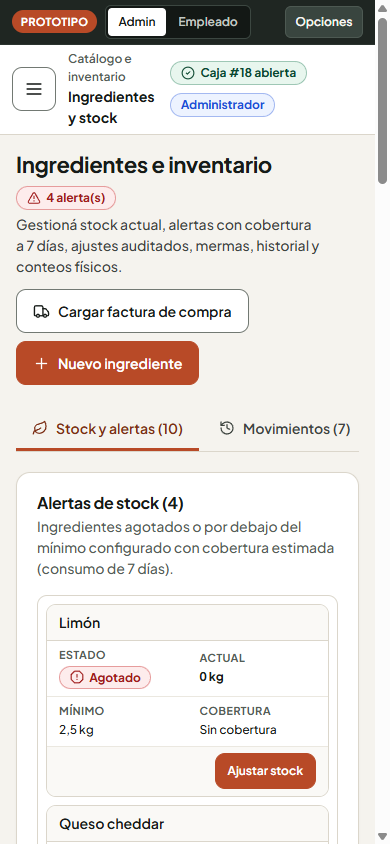 PROTOTIPO
Admin
Empleado
Opciones
Catálogo e
inventario
Ingredientes
y stock
Caja #18 abierta
Administrador
Ingredientes e inventario
4 alerta(s)
Gestioná stock actual, alertas con cobertura
a 7 días, ajustes auditados, mermas, historial y
conteos físicos.
Cargar factura de compra
Nuevo ingrediente
Stock y alertas (10)
Movimientos (7)
Alertas de stock (4)
Ingredientes agotados o por debajo del
mínimo configurado con cobertura estimada
(consumo de 7 días).
Limón
ESTADO
Agotado
ACTUAL
0 kg
MÍNIMO
2,5 kg
COBERTURA
Sin cobertura
Ajustar stock
Queso cheddar